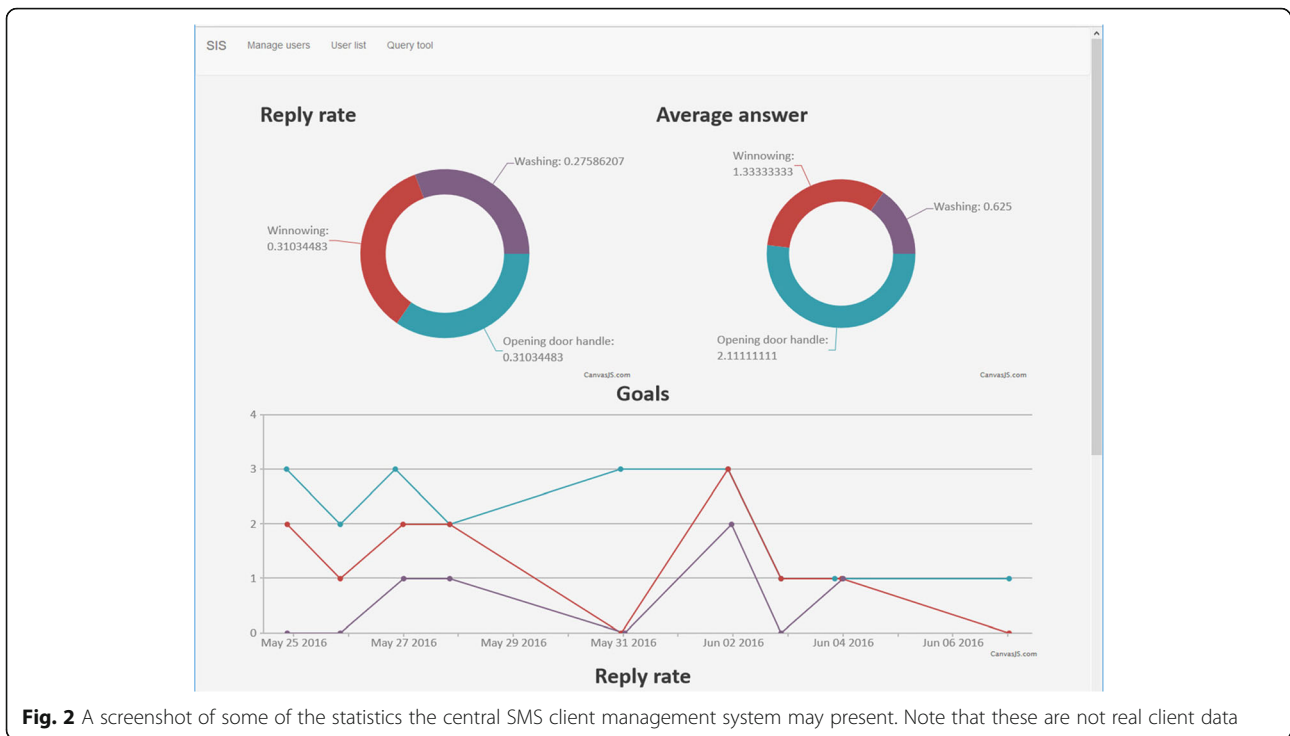 SIS Manage users User list Query tool
Reply rate
Washing: 0.27586207
Winnowing:
0.31034483
Opening door handle:
0.31034483
CanvasJS.com
Average answer
Winnowing:
1.33333333
Washing: 0.625
Opening door handle:
2.11111111
CanvasJS.com
Goals
4
3
2
1
0
May 25 2016 May 27 2016 May 29 2016 May 31 2016 Jun 02 2016 Jun 04 2016 Jun 06 2016
CanvasJS.com
Reply rate
Fig. 2 A screenshot of some of the statistics the central SMS client management system may present. Note that these are not real client data